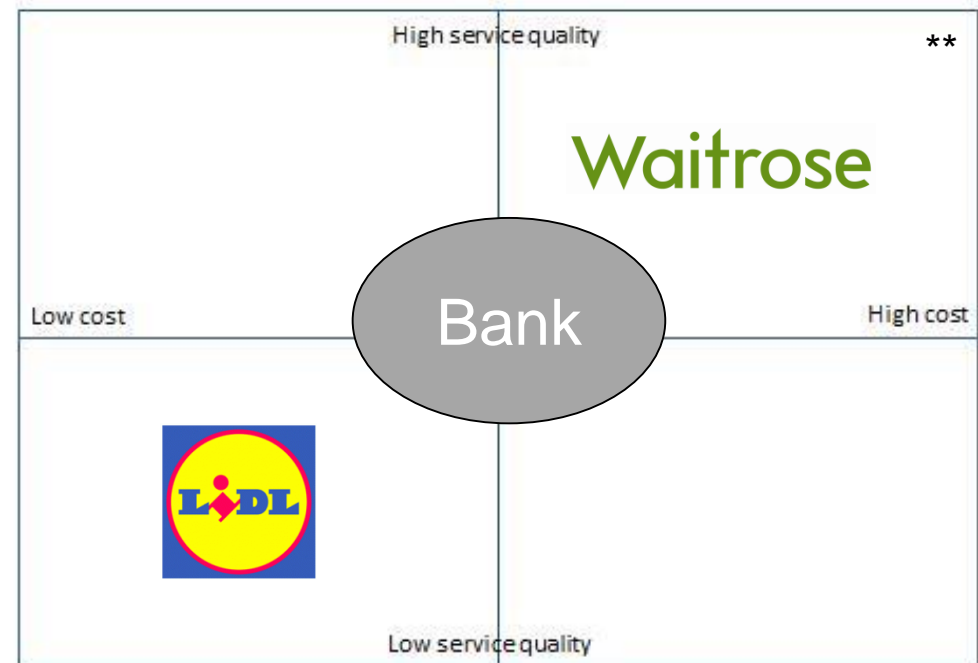 High service quality
**
Waitrose
Low cost
Bank
High cost
LIDL
Low service quality